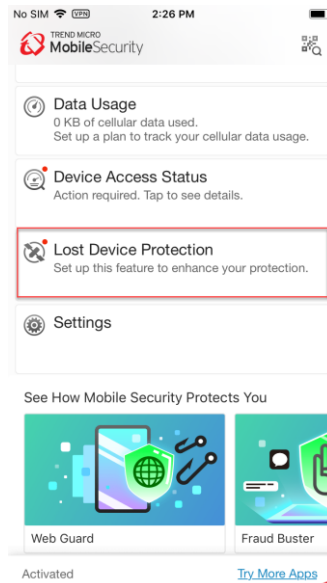 No SIM VPN 2:26 PM
TREND MICRO
MobileSecurity
Data Usage
0 KB of cellular data used.
Set up a plan to track your cellular data usage.
Device Access Status
Action required. Tap to see details.
Lost Device Protection
Set up this feature to enhance your protection.
Settings
See How Mobile Security Protects You
Web Guard
Fraud Buster
Activated
Try More Apps